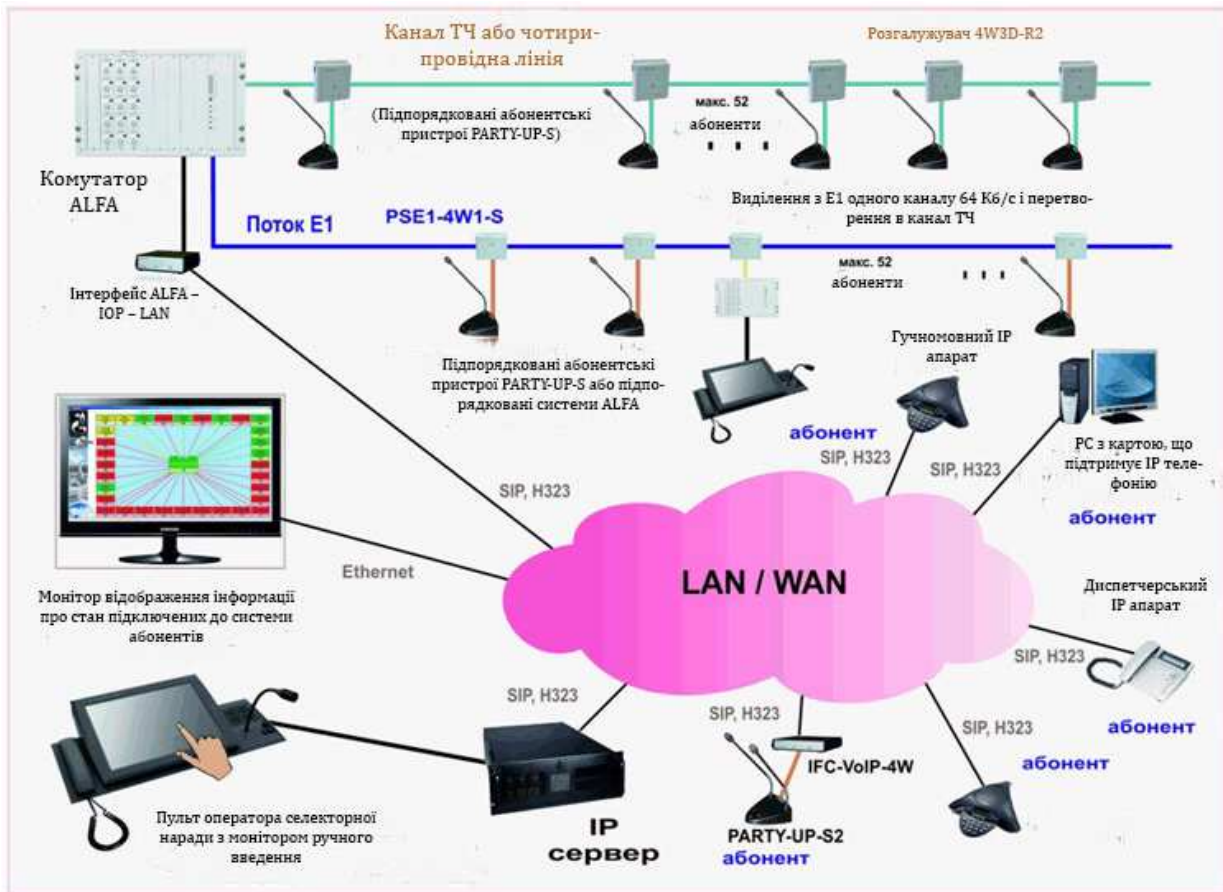 Канал ТЧ або чотири-
провідна лінія
Розгалужувач 4W3D-R2
(Підпорядковані абонентські
пристрої PARTY-UP-S)
макс. 52
абоненти
Комутатор
ALFA
Поток E1
PSE1-4W1-S
Виділення з E1 одного каналу 64 Кб/с і перетво-
рення в канал ТЧ
макс. 52
абоненти
Інтерфейс ALFA –
IOP – LAN
Підпорядковані абонентські
пристрої PARTY-UP-S або підпо-
рядковані системи ALFA
Гучномовний IP
апарат
абонент
SIP, H323
SIP, H323
PC з картою, що
підтримує IP теле-
фонію
абонент
SIP, H323
Ethernet
LAN / WAN
Монітор відображення інформації
про стан підключених до системи
абонентів
Диспетчерський
IP апарат
SIP, H323
абонент
SIP, H323
SIP, H323
SIP, H323
IFC-VoIP-4W
абонент
Пульт оператора селекторної
наради з монітором ручного
введення
IP
сервер
PARTY-UP-S2
абонент